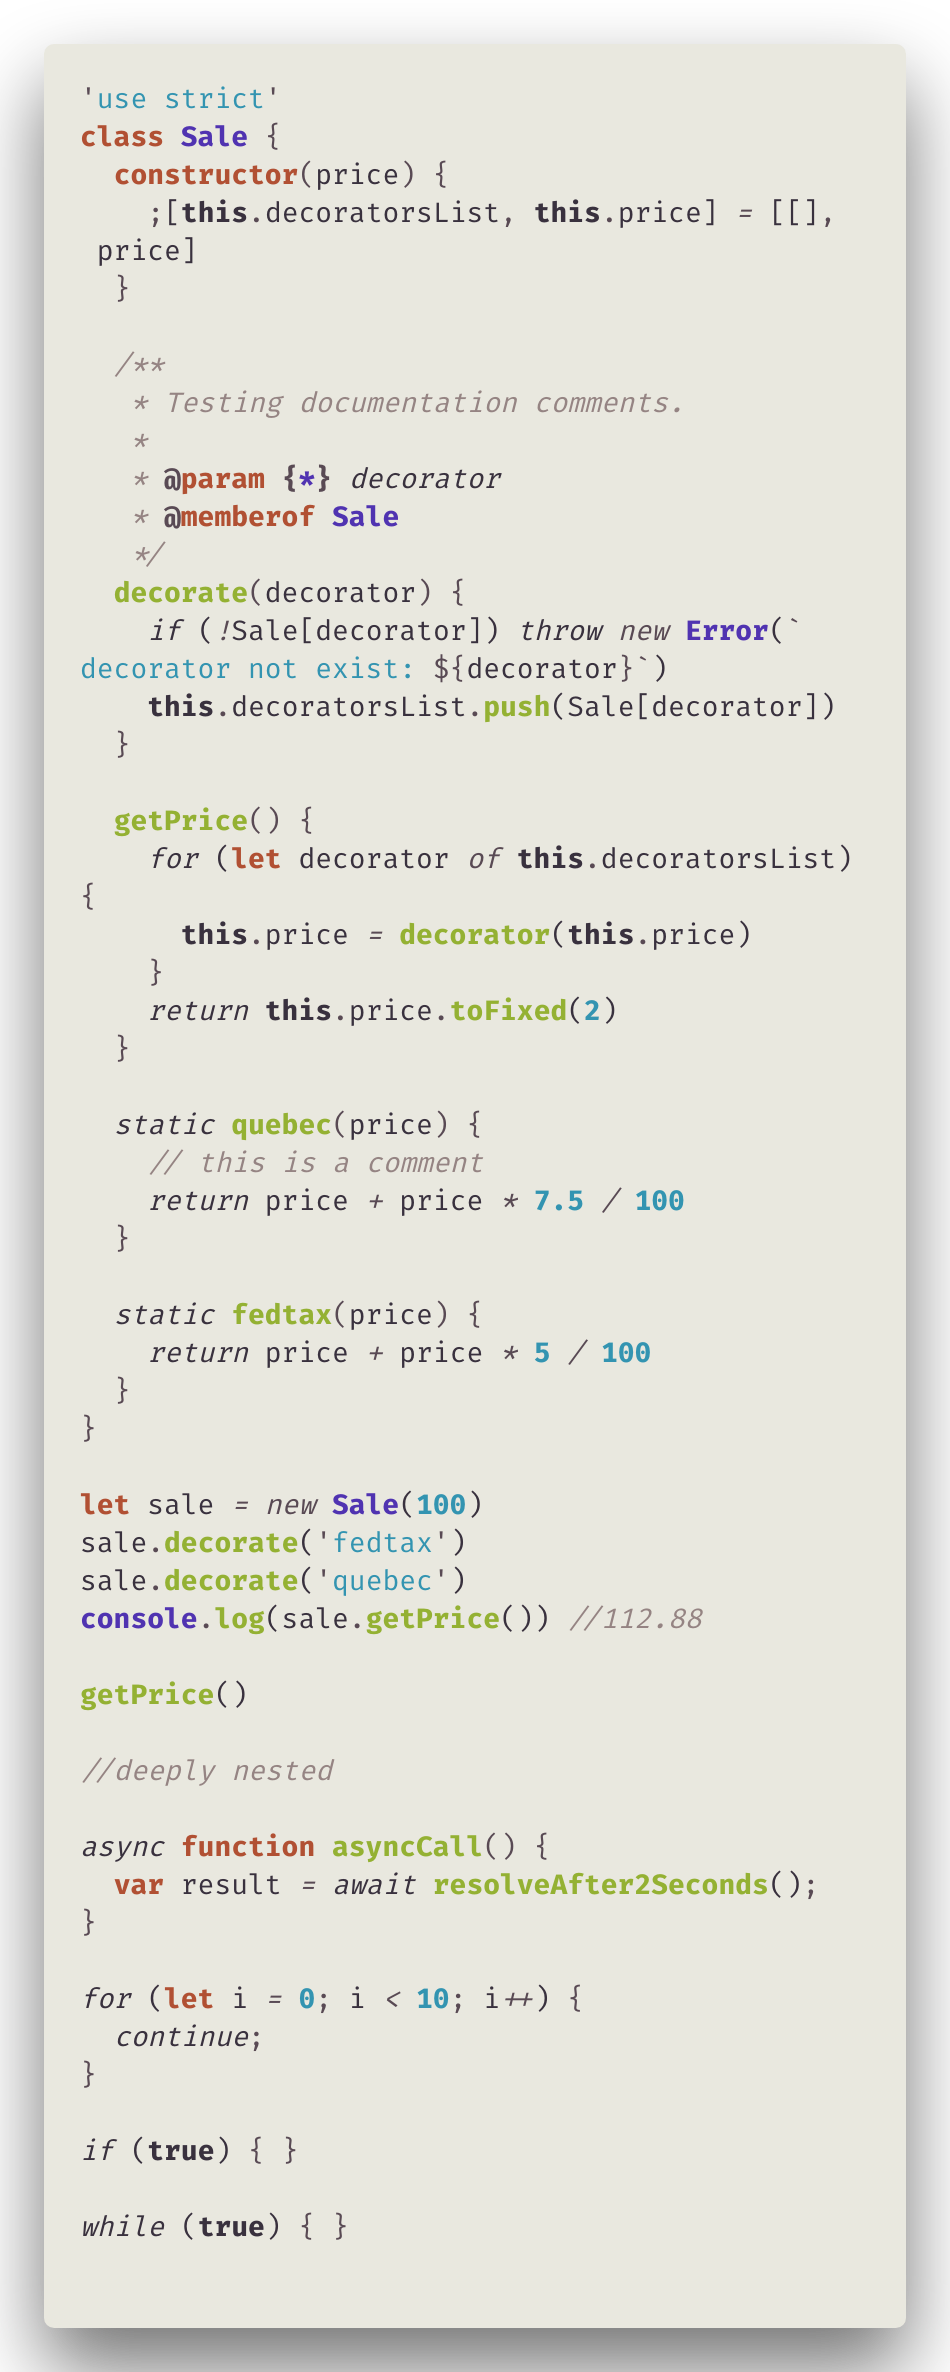 'use strict'
class Sale {
  constructor(price) {
    ;[this.decoratorsList, this.price] = [[],
 price]
  }

  /**
   * Testing documentation comments.
   *
   * @param {*} decorator
   * @memberof Sale
   */
  decorate(decorator) {
    if (!Sale[decorator]) throw new Error(`
decorator not exist: ${decorator}`)
    this.decoratorsList.push(Sale[decorator])
  }

  getPrice() {
    for (let decorator of this.decoratorsList)
{
      this.price = decorator(this.price)
    }
    return this.price.toFixed(2)
  }

  static quebec(price) {
    // this is a comment
    return price + price * 7.5 / 100
  }

  static fedtax(price) {
    return price + price * 5 / 100
  }
}

let sale = new Sale(100)
sale.decorate('fedtax')
sale.decorate('quebec')
console.log(sale.getPrice()) //112.88

getPrice()

//deeply nested

async function asyncCall() {
  var result = await resolveAfter2Seconds();
}

for (let i = 0; i < 10; i++) {
  continue;
}

if (true) { }

while (true) { }